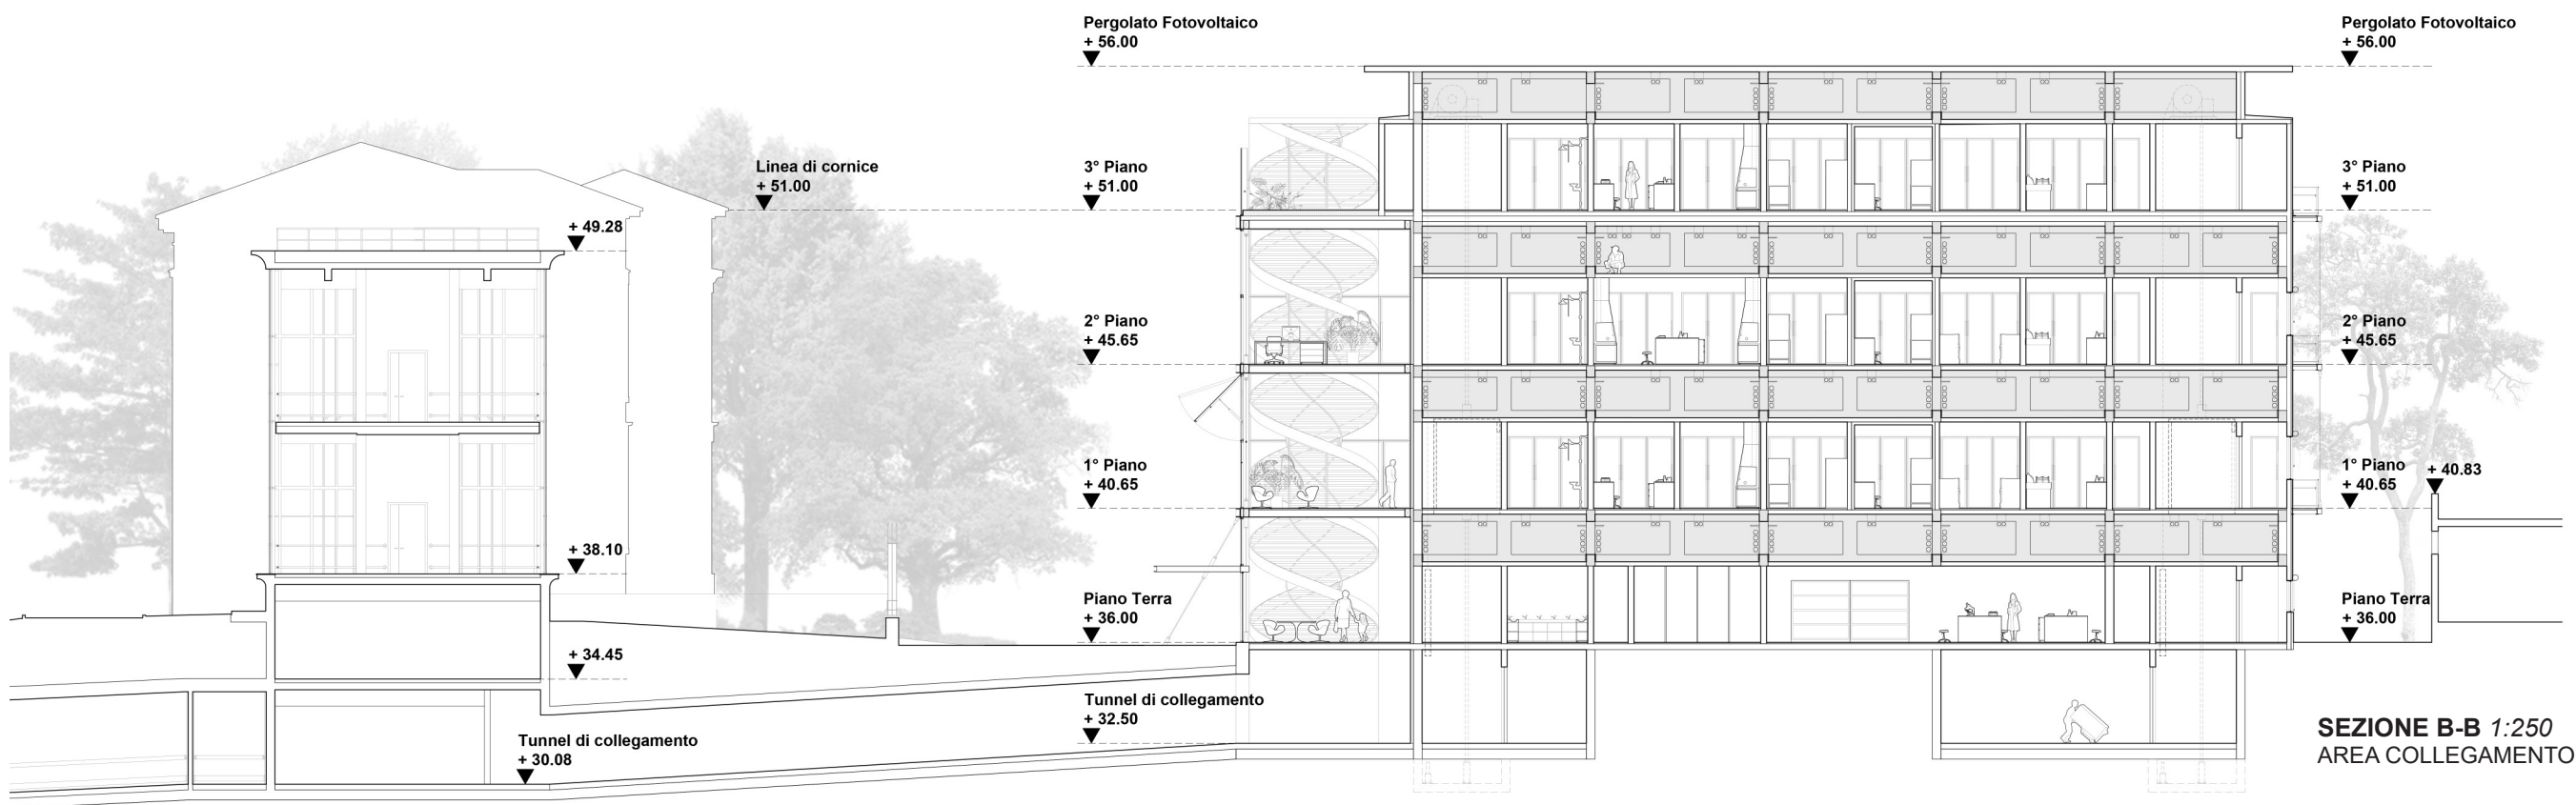 Pergolato Fotovoltaico
+ 56.00
Pergolato Fotovoltaico
+ 56.00
Linea di cornice
+ 51.00
3° Piano
+ 51.00
3° Piano
+ 51.00
+ 49.28
2° Piano
+ 45.65
2° Piano
+ 45.65
1° Piano
+ 40.65
1° Piano
+ 40.65
+ 40.83
+ 38.10
Piano Terra
+ 36.00
Piano Terra
+ 36.00
+ 34.45
Tunnel di collegamento
+ 32.50
Tunnel di collegamento
+ 30.08
SEZIONE B-B 1:250
AREA COLLEGAMENTO